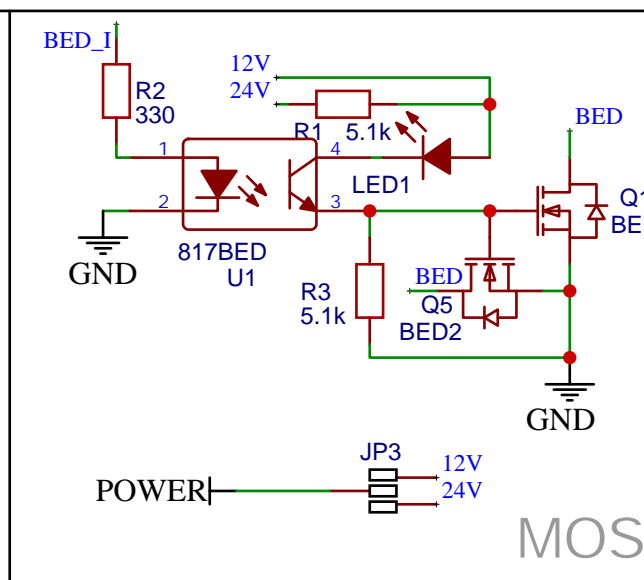 BED_I
R2
330
12V
24V
R1
5.1k
BED
1
4
LED1
2
3
GND
817BED
U1
Q1
BE
BED
Q5
BED2
R3
5.1k
GND
JP3
12V
24V
POWER
MOS